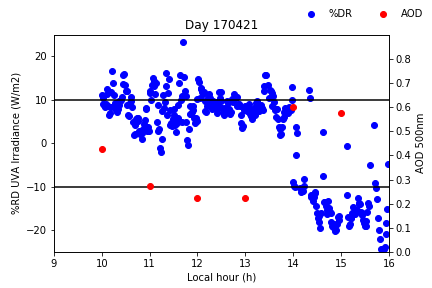 %DR AOD
Day 170421
20
10
0
−10
−20
%RD UVA Irradiance (W/m2)
0.8
0.7
0.6
0.5
0.4
0.3
0.2
0.1
0.0
AOD 500nm
9 10 11 12 13 14 15 16
Local hour (h)